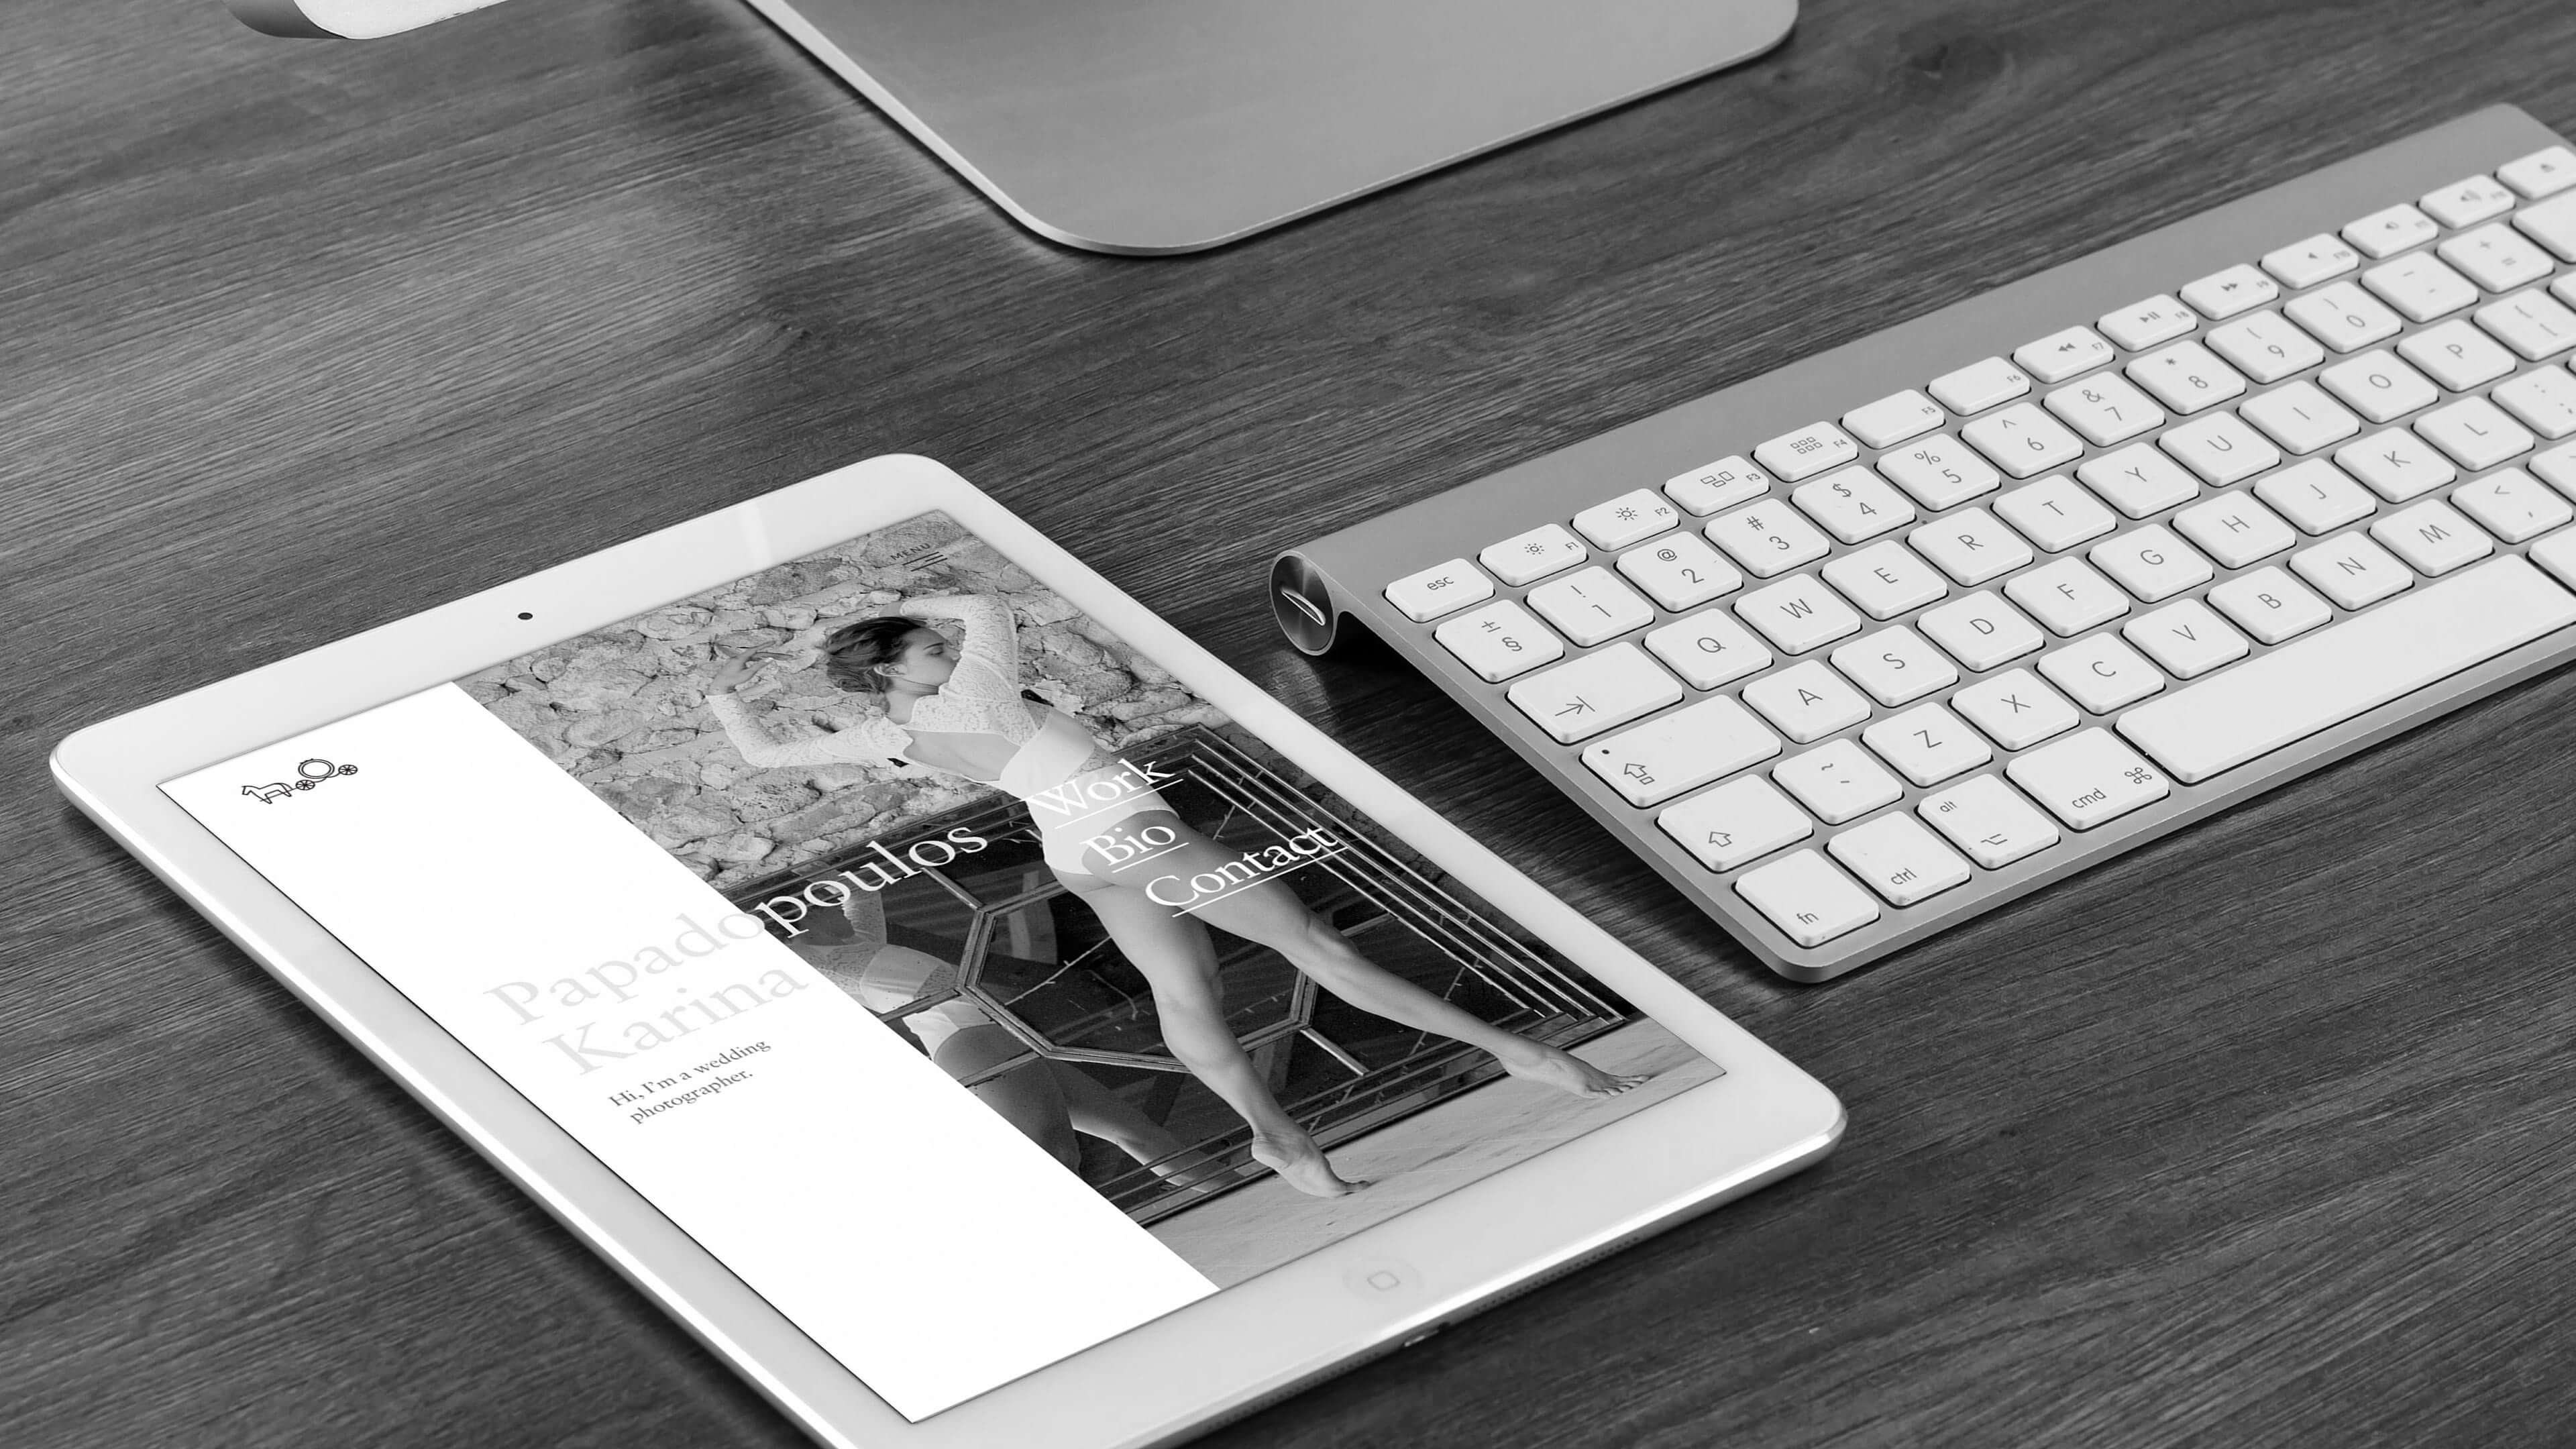 MENU
Work
Bio
Contact
Papadopoulos
Karina
Hi, I'm a wedding
photographer.
esc F1 F2 F3 F4 F5 F6 F7 F8 F9 F10
± § ! 1 @ 2 # 3 $ 4 % 5 ^ 6 & 7 * 8 ( 9 ) 0 - + =
Q W E R T Y U I O P
A S D F G H J K L
~ Z X C V B N M < ,
fn ctrl alt cmd ⌘